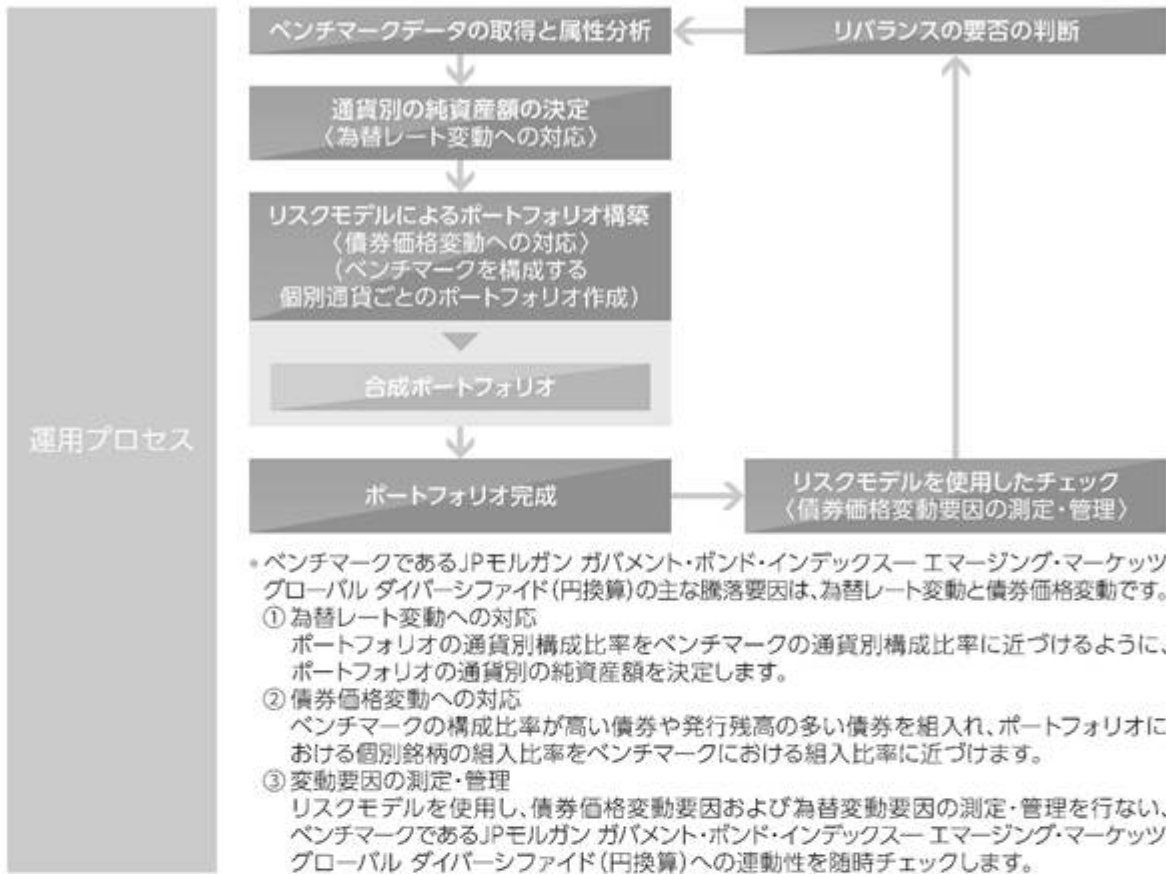 運用プロセス
ベンチマークデータの取得と属性分析
リバランスの要否の判断
通貨別の純資産額の決定
〈為替レート変動への対応〉
リスクモデルによるポートフォリオ構築
〈債券価格変動への対応〉
(ベンチマークを構成する
個別通貨ごとのポートフォリオ作成)
合成ポートフォリオ
ポートフォリオ完成
リスクモデルを使用したチェック
〈債券価格変動要因の測定・管理〉
・ベンチマークであるJPモルガン ガバメント・ボンド・インデックスー エマージング・マーケッツ
グローバル ダイバーシファイド(円換算)の主な騰落要因は、為替レート変動と債券価格変動です。
① 為替レート変動への対応
ポートフォリオの通貨別構成比率をベンチマークの通貨別構成比率に近づけるように、
ポートフォリオの通貨別の純資産額を決定します。
② 債券価格変動への対応
ベンチマークの構成比率が高い債券や発行残高の多い債券を組入れ、ポートフォリオに
おける個別銘柄の組入比率をベンチマークにおける組入比率に近づけます。
③ 変動要因の測定・管理
リスクモデルを使用し、債券価格変動要因および為替変動要因の測定・管理を行ない、
ベンチマークであるJPモルガン ガバメント・ボンド・インデックスー エマージング・マーケッツ
グローバル ダイバーシファイド(円換算)への連動性を随時チェックします。